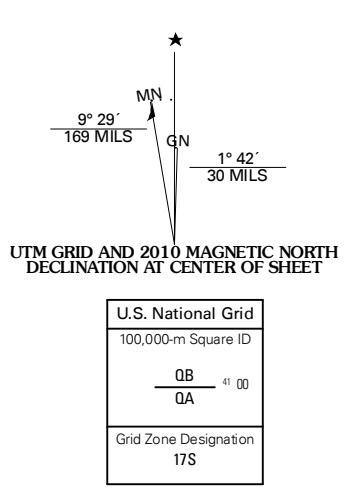 ★
MN
9° 29´
169 MILS
GN
1° 42´
30 MILS
UTM GRID AND 2010 MAGNETIC NORTH
DECLINATION AT CENTER OF SHEET
U.S. National Grid
100,000-m Square ID
QB
41 00
QA
Grid Zone Designation
17S